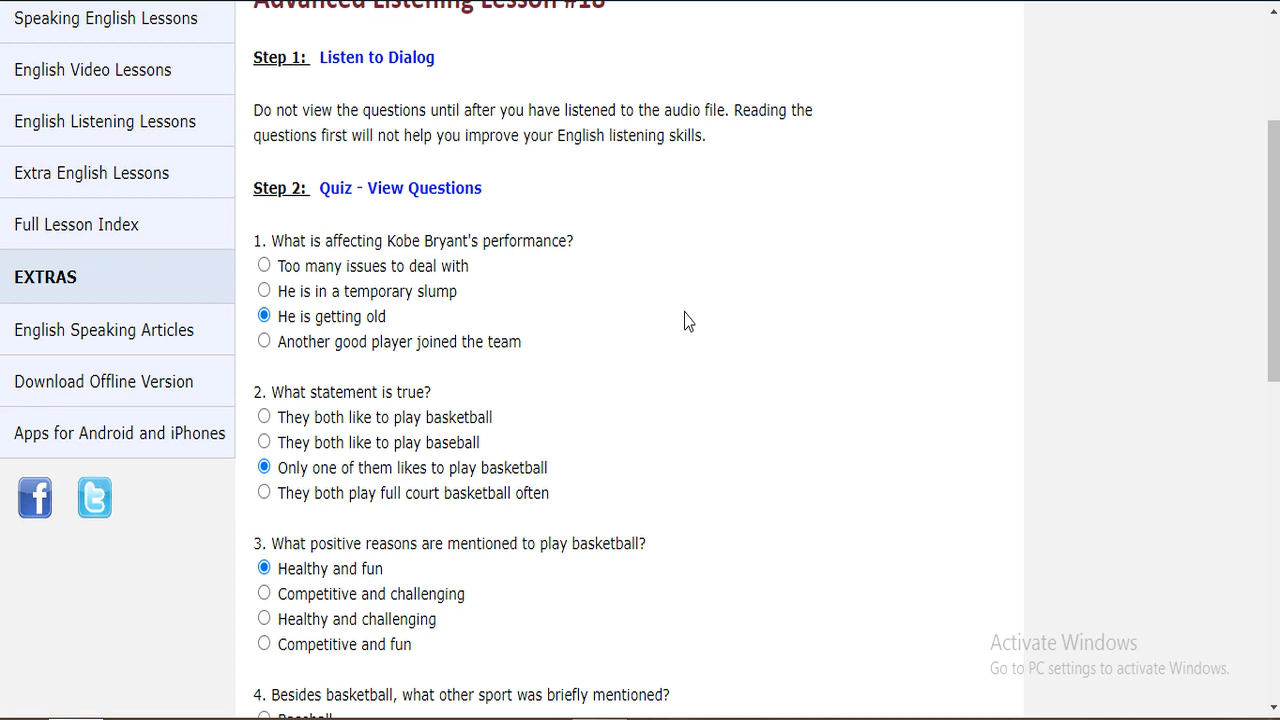 Advanced Listening Lesson #18
Speaking English Lessons
English Video Lessons
English Listening Lessons
Extra English Lessons
Full Lesson Index
EXTRAS
English Speaking Articles
Download Offline Version
Apps for Android and iPhones
Step 1: Listen to Dialog
Do not view the questions until after you have listened to the audio file. Reading the
questions first will not help you improve your English listening skills.
Step 2: Quiz - View Questions
1. What is affecting Kobe Bryant's performance?
Too many issues to deal with
He is in a temporary slump
He is getting old
Another good player joined the team
2. What statement is true?
They both like to play basketball
They both like to play baseball
Only one of them likes to play basketball
They both play full court basketball often
3. What positive reasons are mentioned to play basketball?
Healthy and fun
Competitive and challenging
Healthy and challenging
Competitive and fun
4. Besides basketball, what other sport was briefly mentioned?
Baseball
Activate Windows
Go to PC settings to activate Windows.